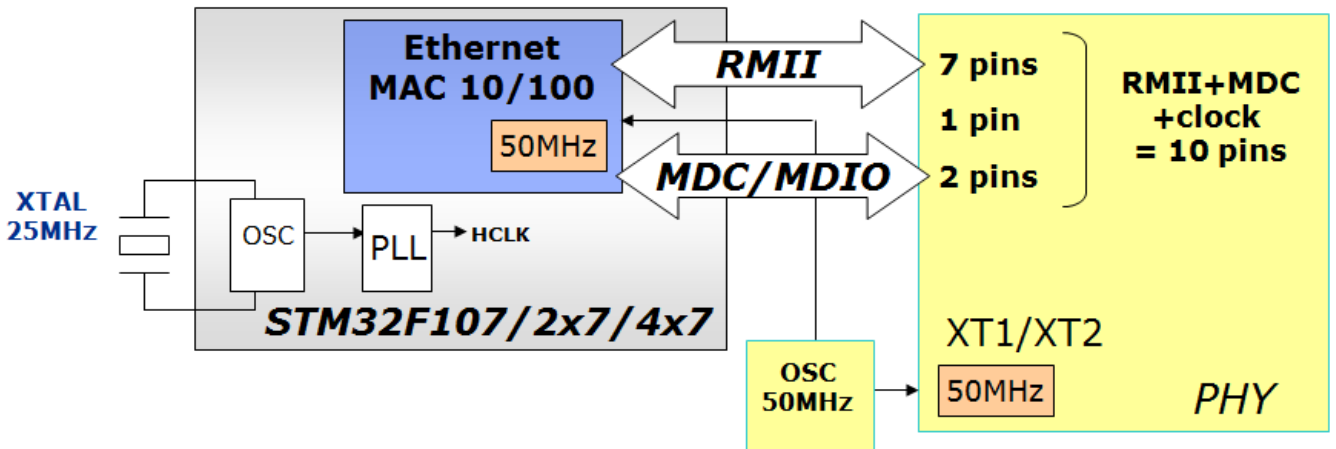 Ethernet
MAC 10/100
50MHz
RMII
MDC/MDIO
7 pins
1 pin
2 pins
RMII+MDC
+clock
= 10 pins
XTAL
25MHz
OSC
PLL
HCLK
STM32F107/2x7/4x7
OSC
50MHz
XT1/XT2
50MHz
PHY